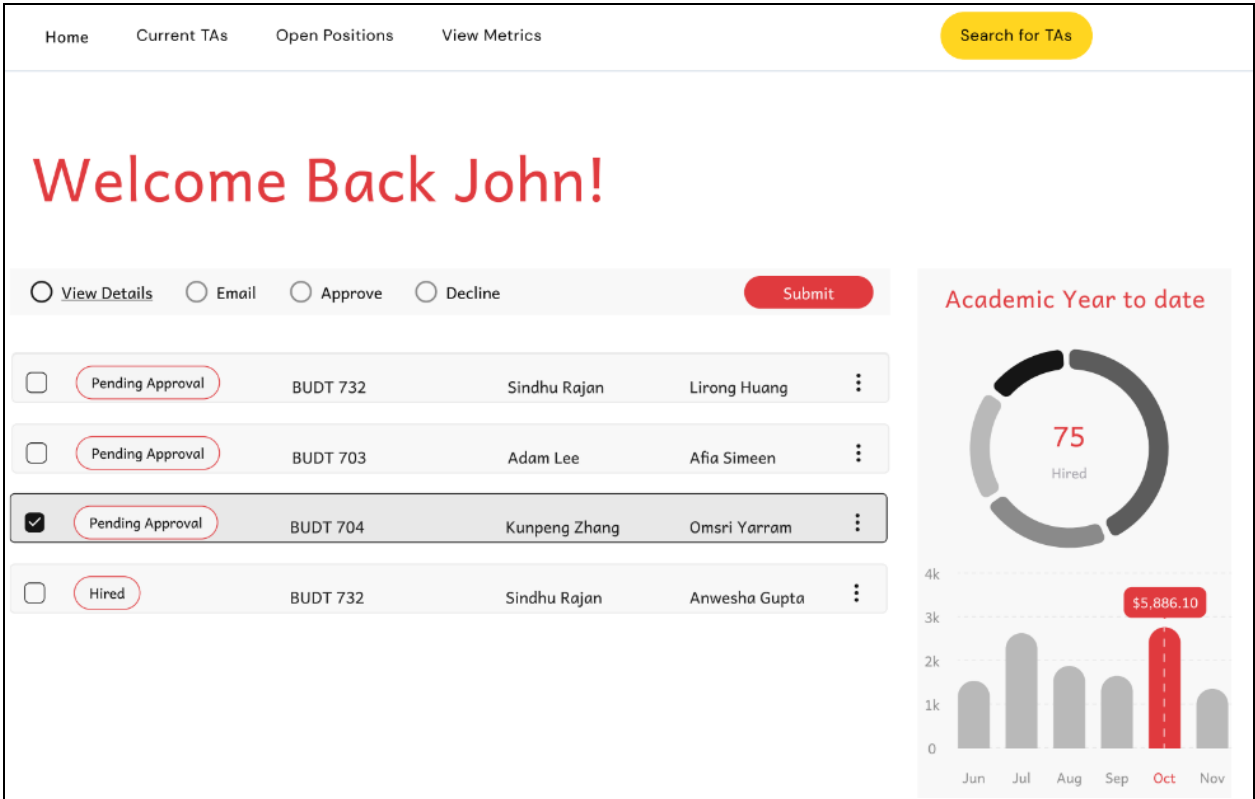 Home Current TAs Open Positions View Metrics Search for TAs
Welcome Back John!
View Details Email Approve Decline Submit
Pending Approval BUDT 732 Sindhu Rajan Lirong Huang
Pending Approval BUDT 703 Adam Lee Afia Simeen
Pending Approval BUDT 704 Kunpeng Zhang Omsri Yarram
Hired BUDT 732 Sindhu Rajan Anwesha Gupta
Academic Year to date
75
Hired
4k
$5,886.10
3k
2k
1k
0
Jun Jul Aug Sep Oct Nov